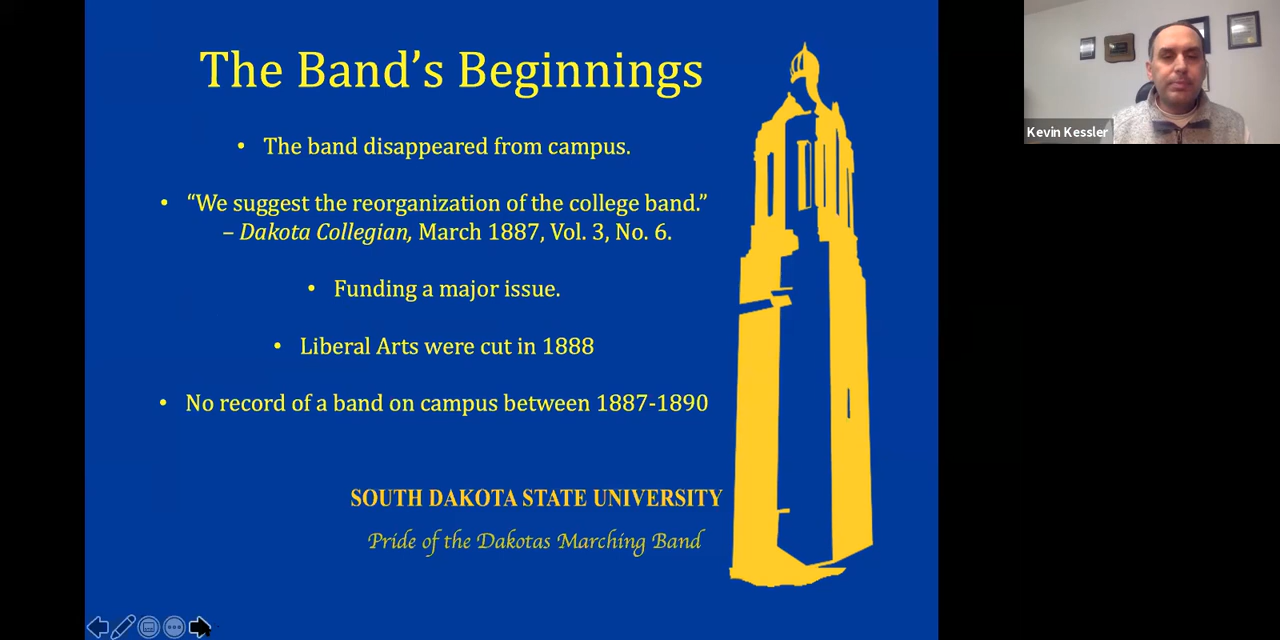 The Band’s Beginnings
• The band disappeared from campus.
• “We suggest the reorganization of the college band.”
– Dakota Collegian, March 1887, Vol. 3, No. 6.
• Funding a major issue.
• Liberal Arts were cut in 1888
• No record of a band on campus between 1887-1890
SOUTH DAKOTA STATE UNIVERSITY
Pride of the Dakotas Marching Band
Kevin Kessler